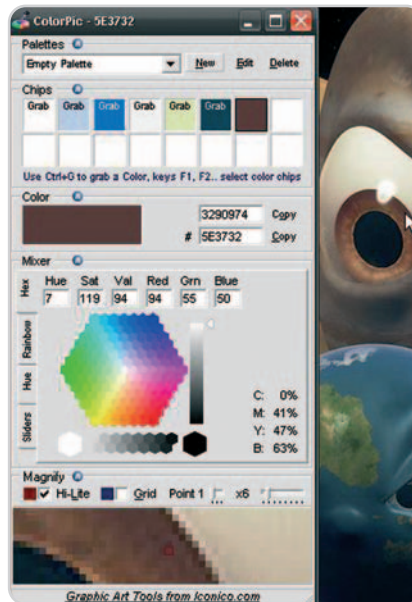 ColorPic - 5E3732
Palettes
Empty Palette New Edit Delete
Chips
Grab Grab Grab Grab Grab Grab
Use Ctrl+G to grab a Color, keys F1, F2.. select color chips
Color
3290974 Copy
# 5E3732 Copy
Mixer
Hex
Rainbow
Hue
Sliders
Hue Sat Val Red Grn Blue
7 119 94 94 55 50
C: 0%
M: 41%
Y: 47%
B: 63%
Magnify
Hi-Lite Grid Point 1 x6
Graphic Art Tools from Iconico.com